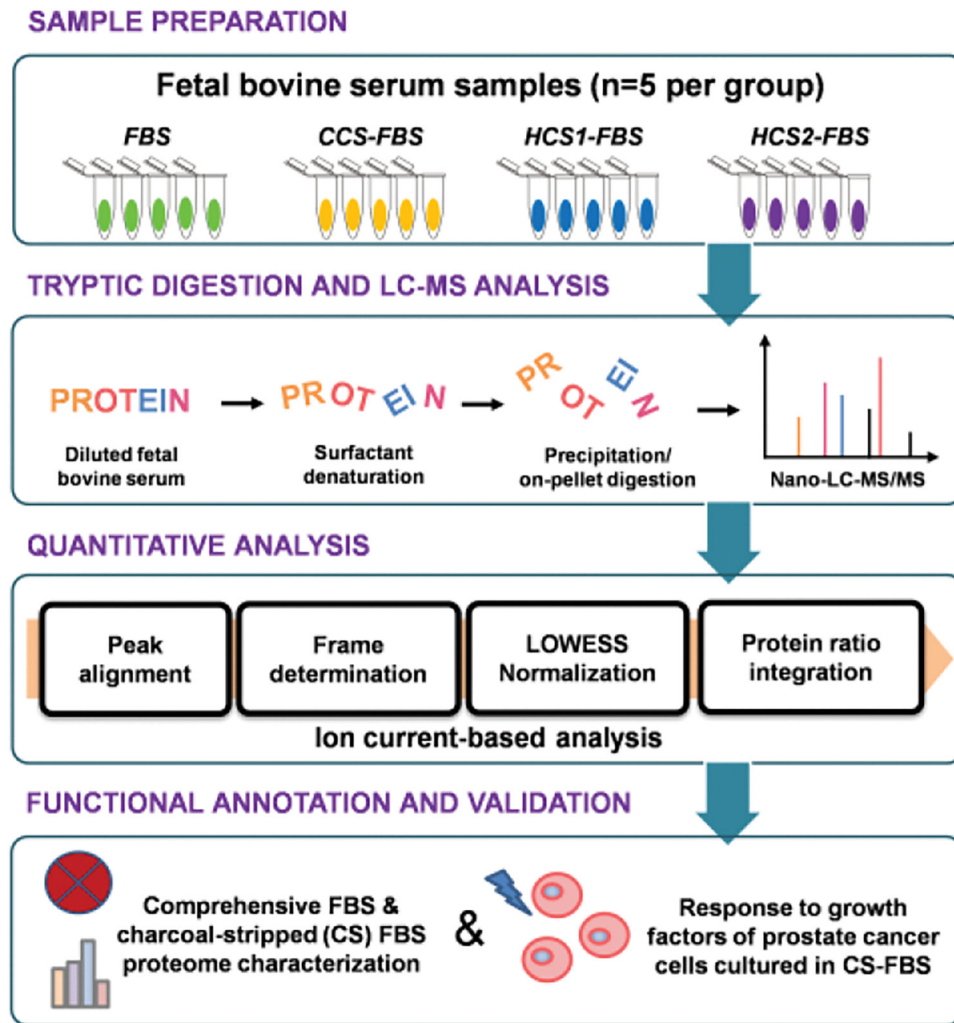 SAMPLE PREPARATION
Fetal bovine serum samples (n=5 per group)
FBS
CCS-FBS
HCS1-FBS
HCS2-FBS
TRYPTIC DIGESTION AND LC-MS ANALYSIS
PROTEIN
PROTEIN
PROTEIN
Diluted fetal
bovine serum
Surfactant
denaturation
Precipitation/
on-pellet digestion
Nano-LC-MS/MS
QUANTITATIVE ANALYSIS
Peak
alignment
Frame
determination
LOWESS
Normalization
Protein ratio
integration
Ion current-based analysis
FUNCTIONAL ANNOTATION AND VALIDATION
Comprehensive FBS &
charcoal-stripped (CS) FBS
proteome characterization
&
Response to growth
factors of prostate cancer
cells cultured in CS-FBS